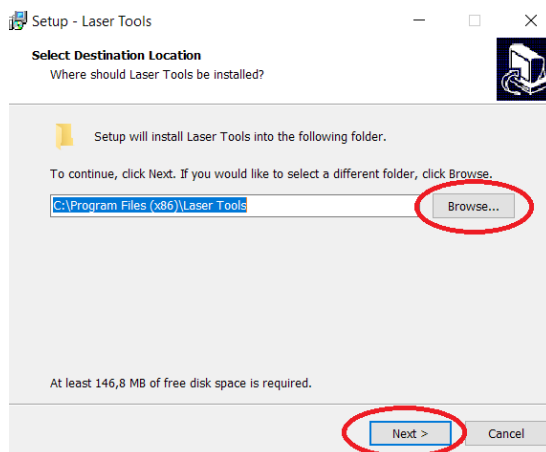 Setup - Laser Tools
Select Destination Location
Where should Laser Tools be installed?
Setup will install Laser Tools into the following folder.
To continue, click Next. If you would like to select a different folder, click Browse.
C:\Program Files (x86)\Laser Tools
Browse...
At least 146,8 MB of free disk space is required.
Next >
Cancel